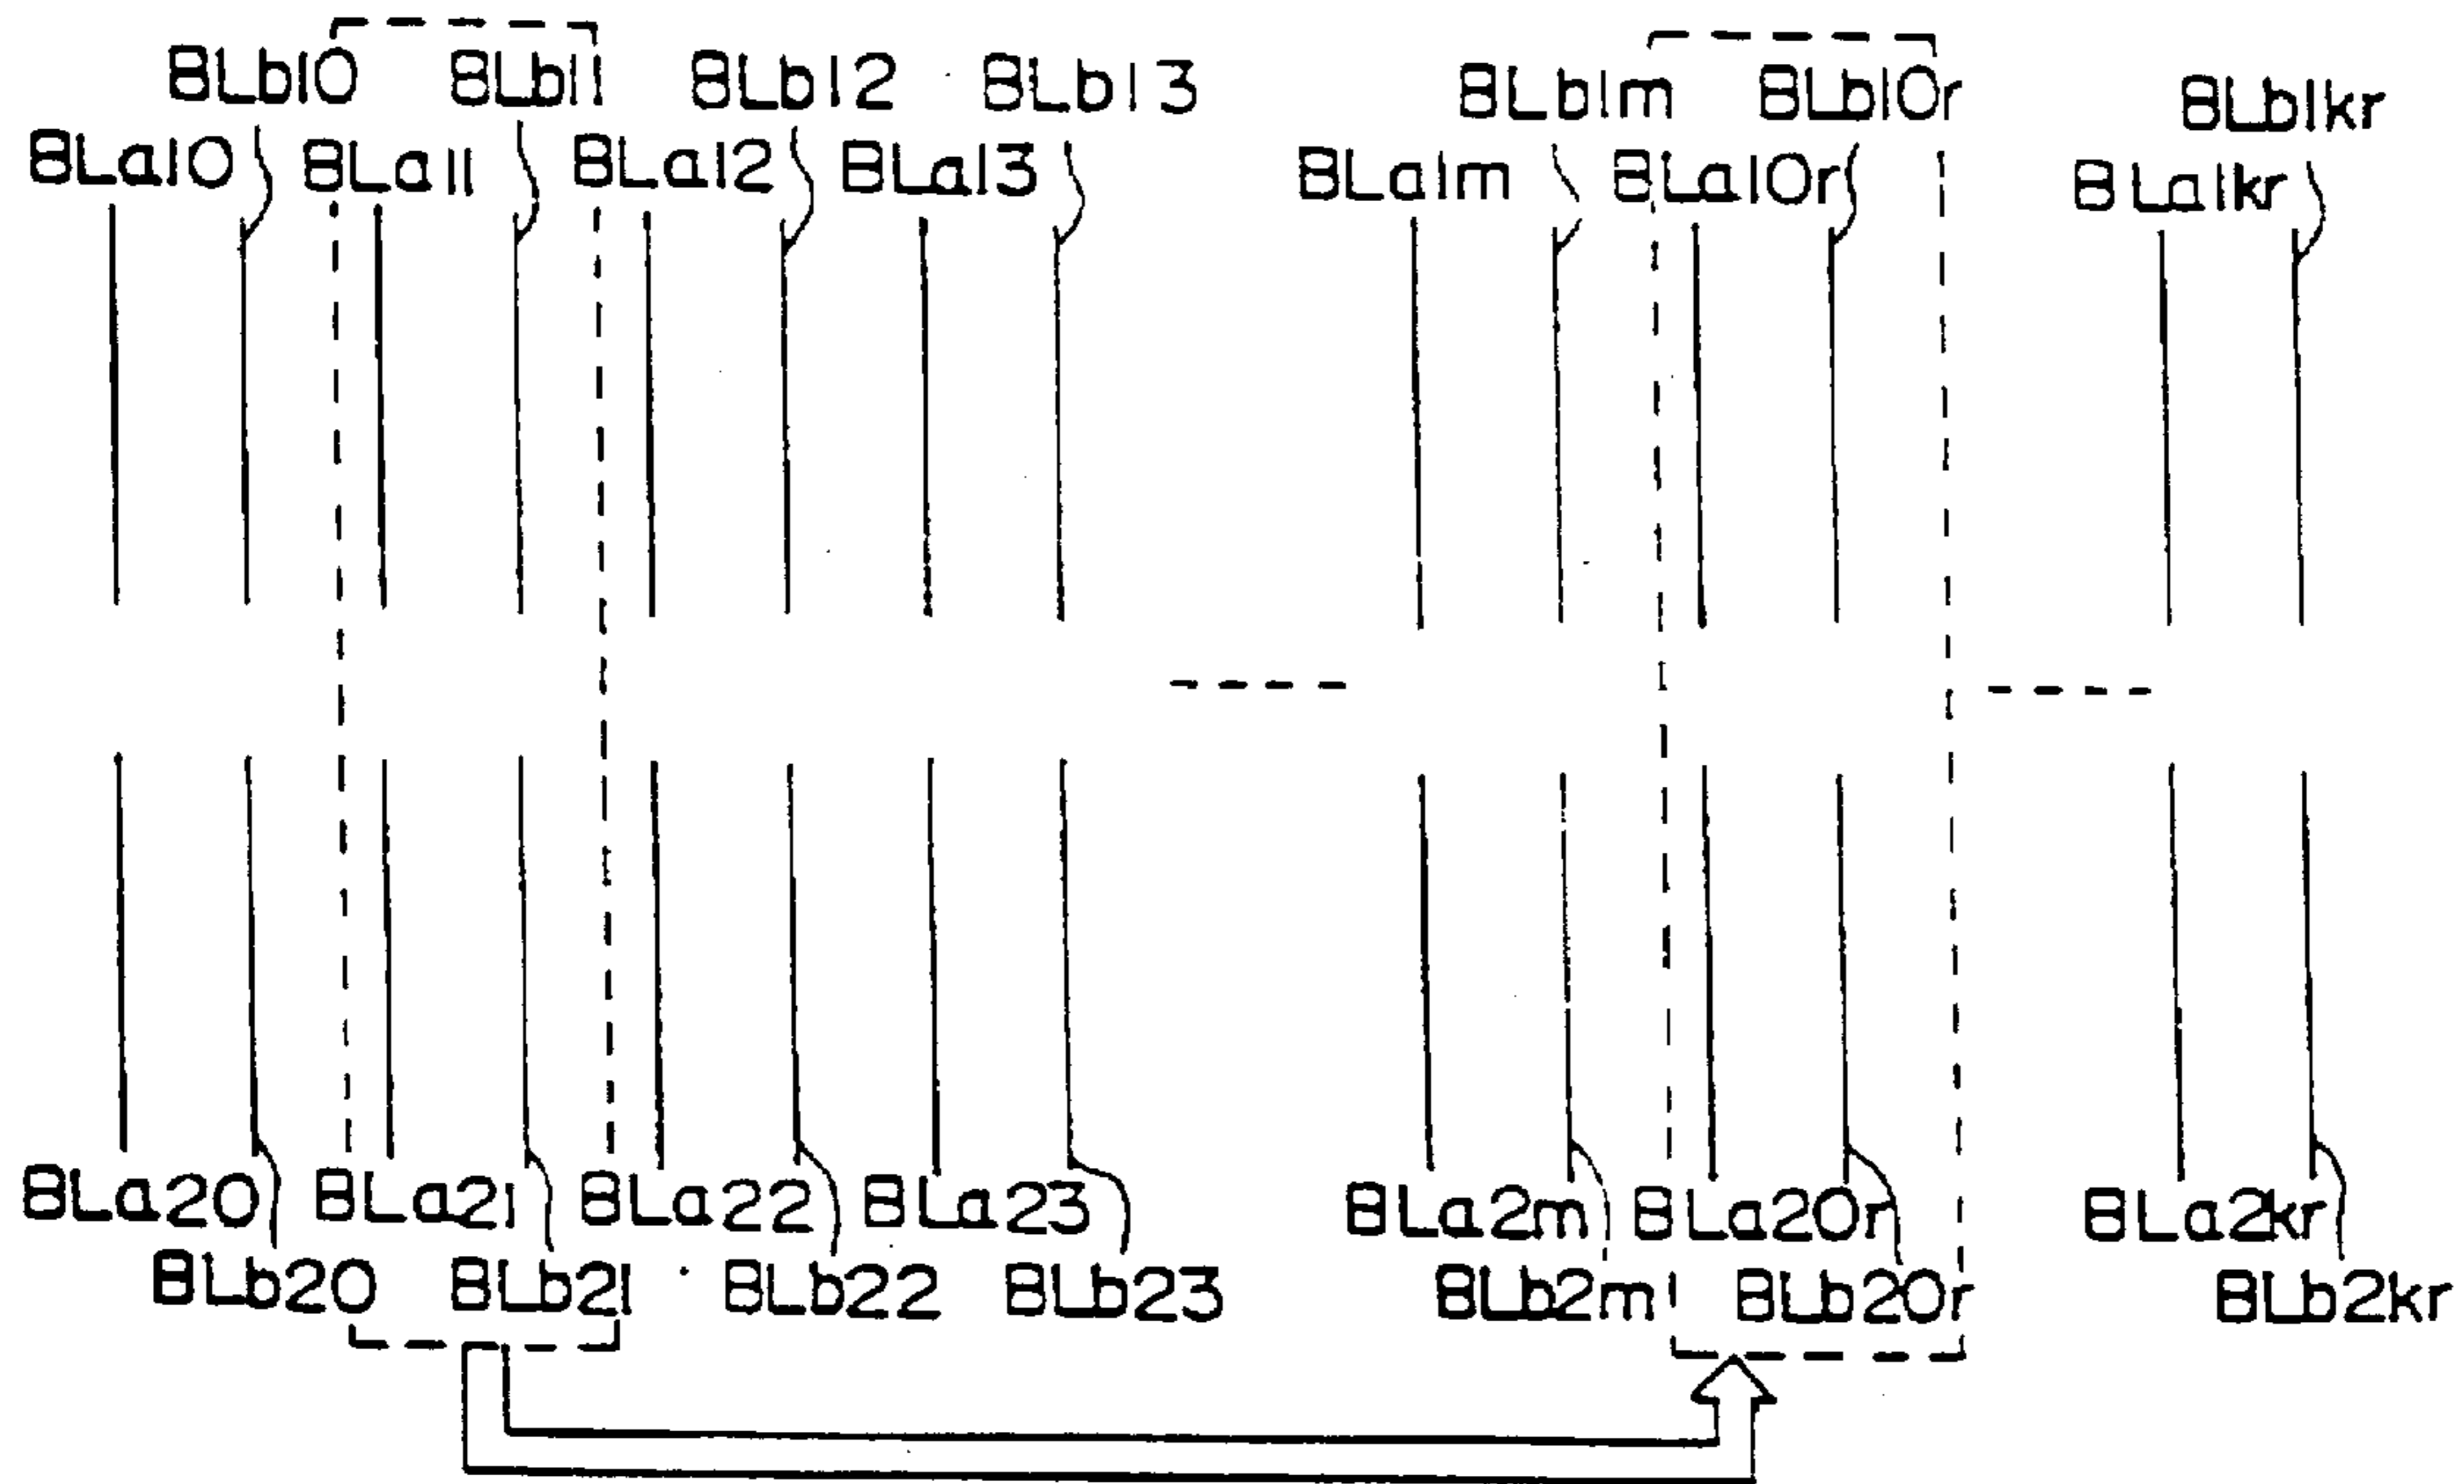 BLb10 BLb11 BLb12 BLb13 BLb1m BLb10r BLb1kr
BLa10 BLa11 BLa12 BLa13 BLa1m BLa10r BLa1kr
BLa20 BLa21 BLa22 BLa23 BLa2m BLa20r BLa2kr
BLb20 BLb21 BLb22 BLb23 BLb2m BLb20r BLb2kr